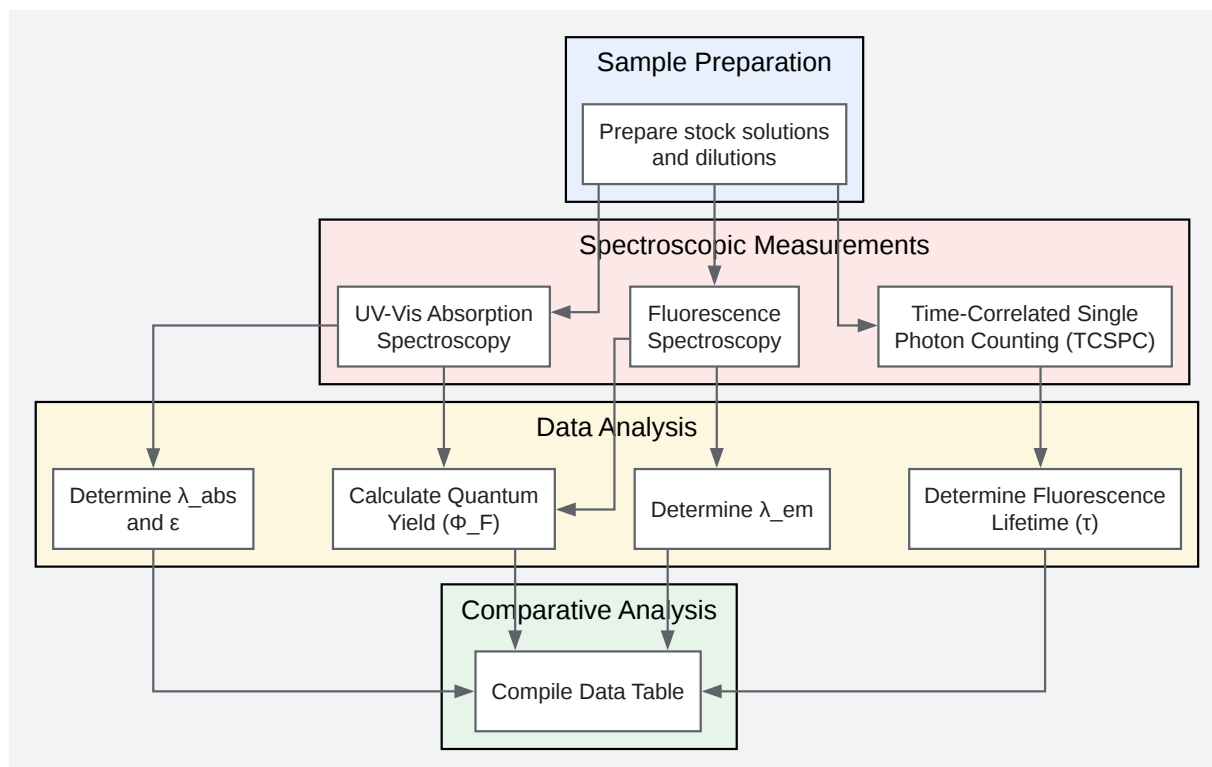 Sample Preparation
Prepare stock solutions
and dilutions
Spectroscopic Measurements
UV-Vis Absorption
Spectroscopy
Fluorescence
Spectroscopy
Time-Correlated Single
Photon Counting (TCSPC)
Data Analysis
Determine λ_abs
and ε
Calculate Quantum
Yield (Φ_F)
Determine λ_em
Determine Fluorescence
Lifetime (τ)
Comparative Analysis
Compile Data Table